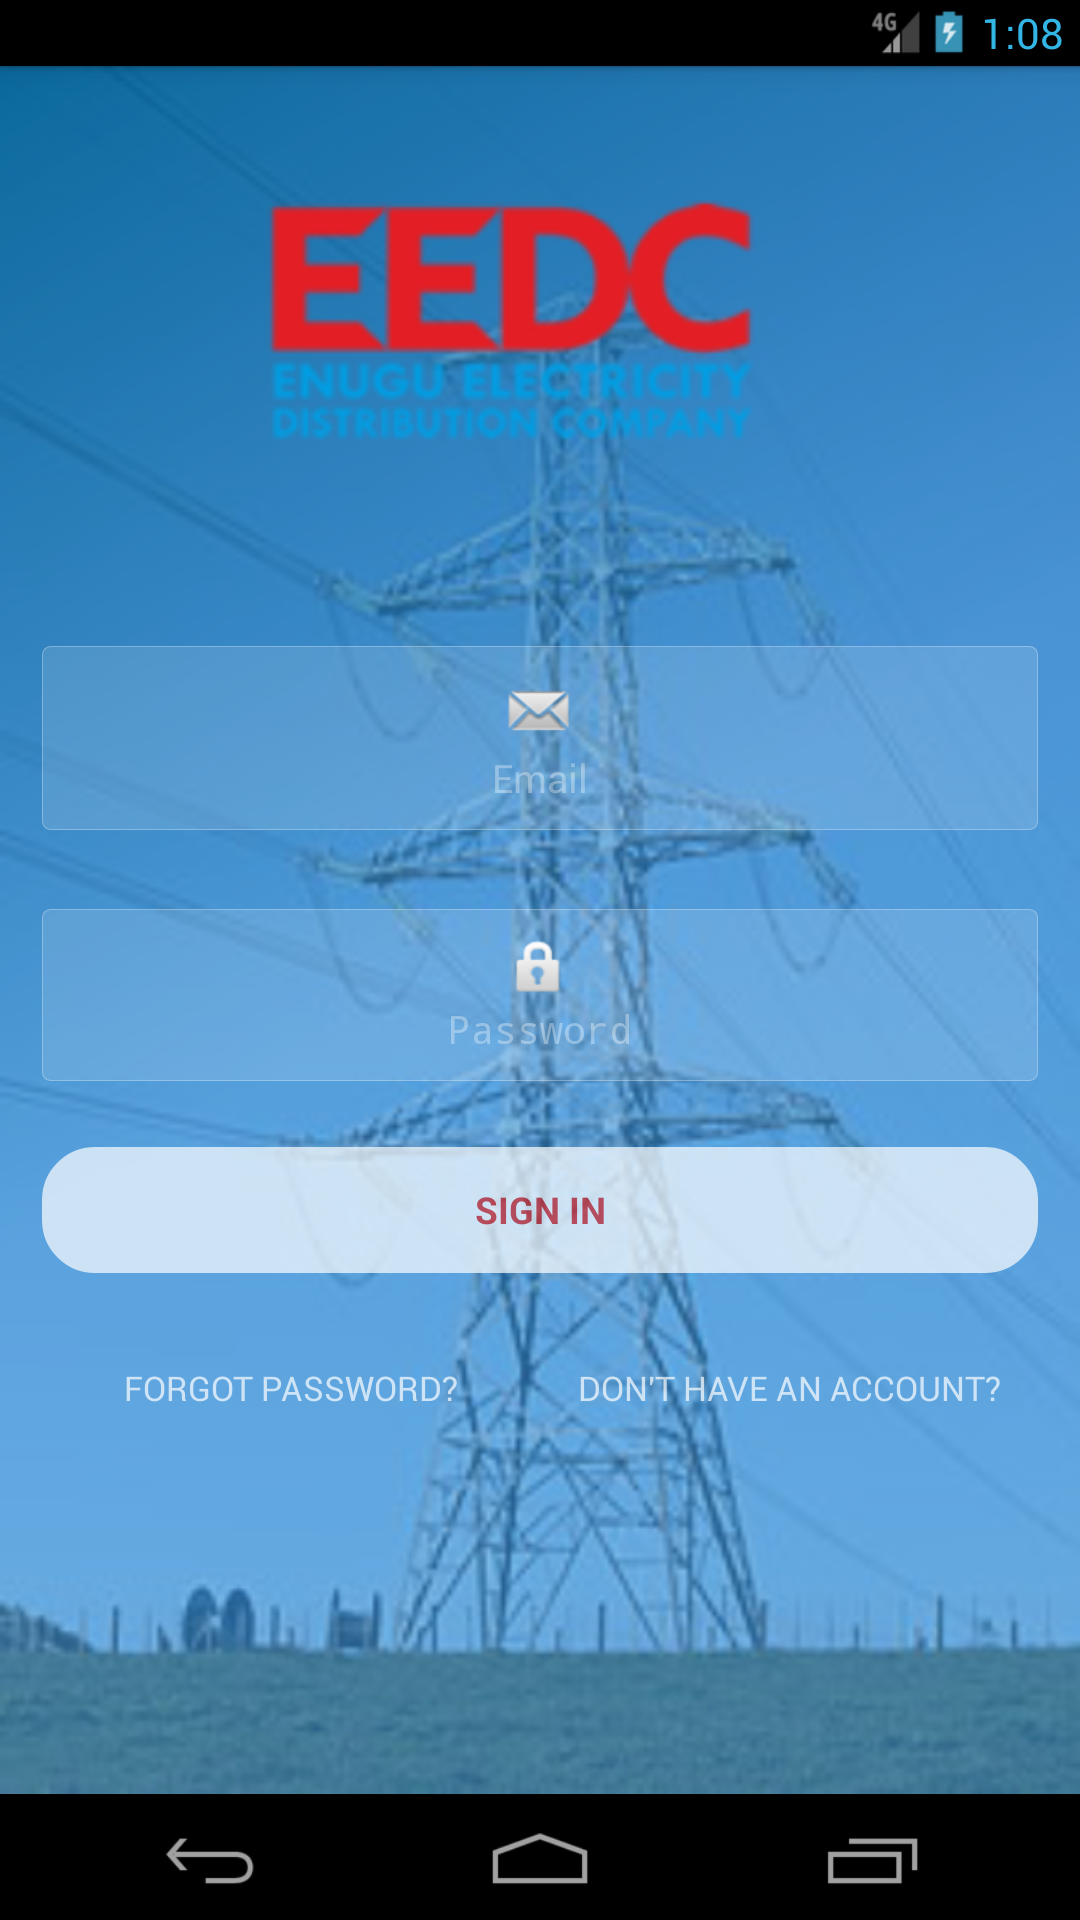 4G 1:08
EEDC
ENUGU ELECTRICITY
DISTRIBUTION COMPANY
Email
Password
SIGN IN
FORGOT PASSWORD? DON'T HAVE AN ACCOUNT?